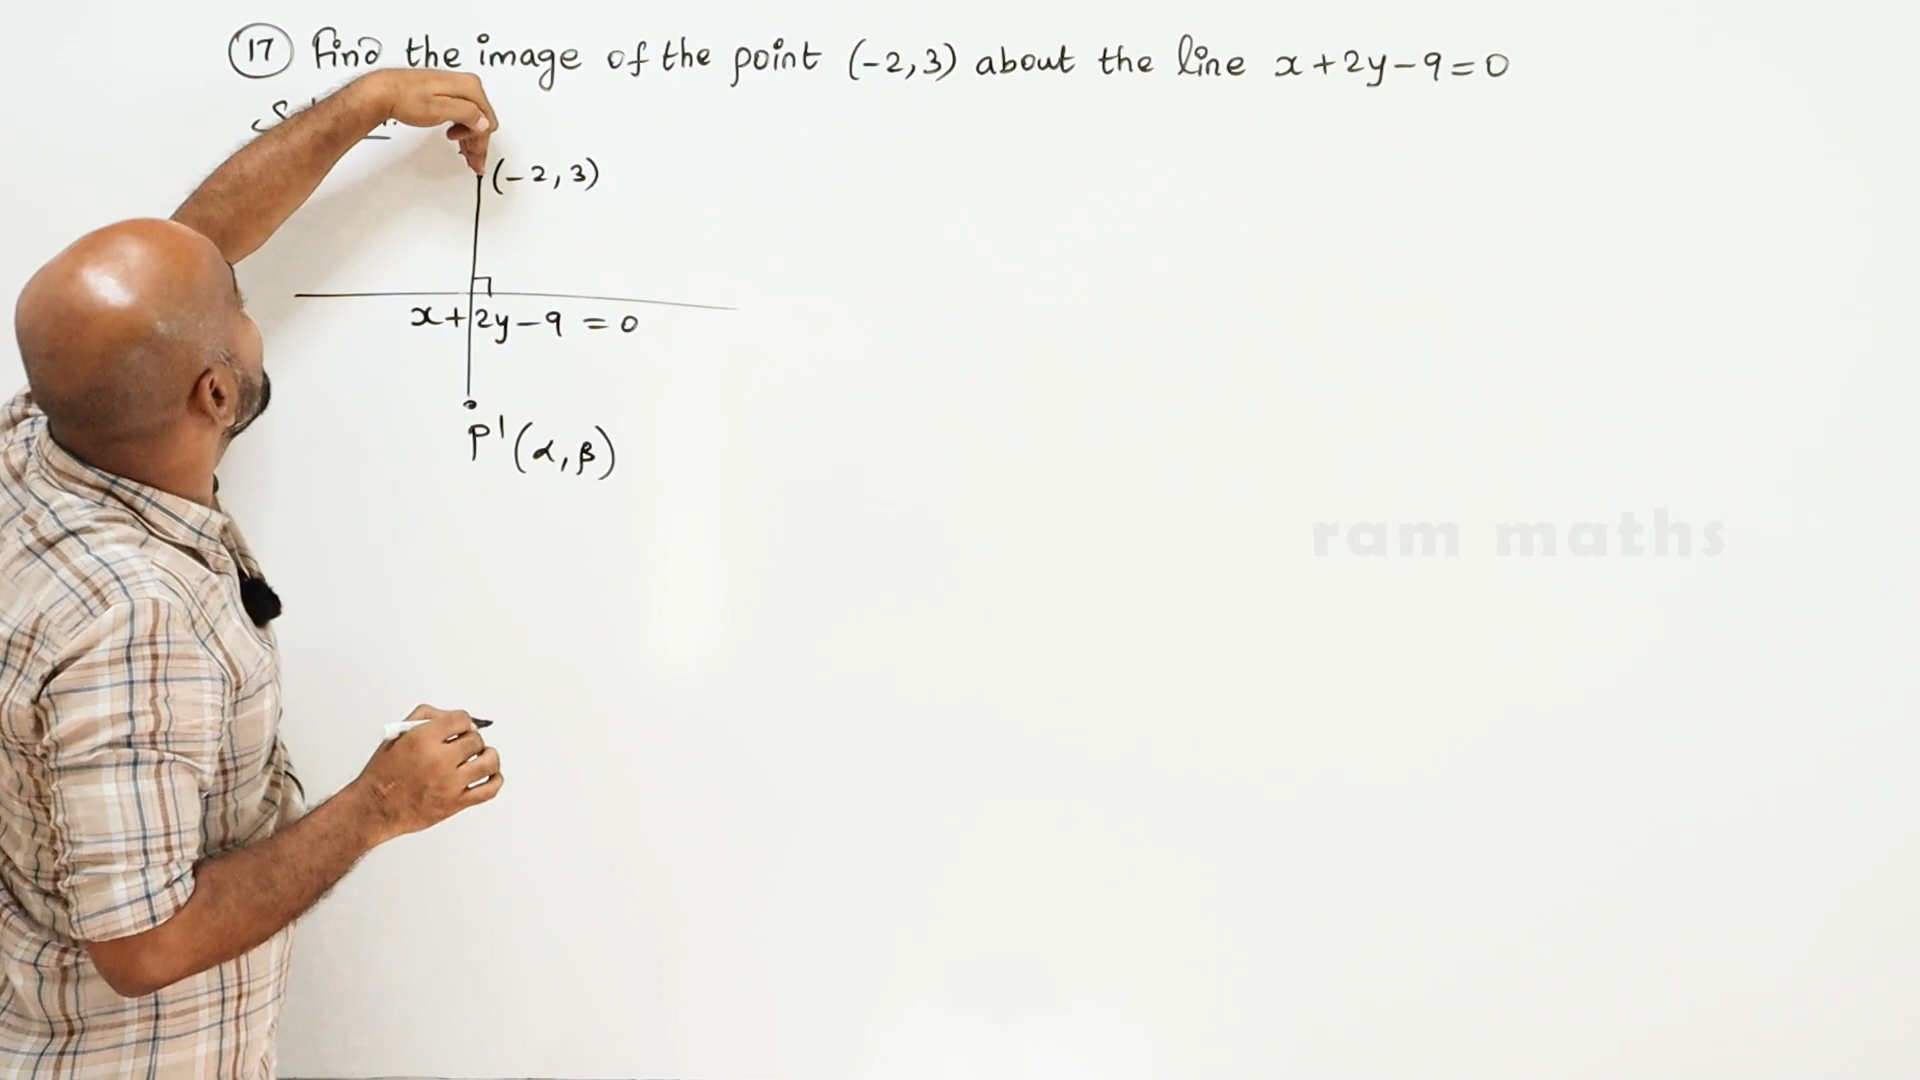 17 Find the image of the point (-2,3) about the line x+2y-9=0
(-2,3)
x+2y-9 = 0
P'(α,β)
ram maths